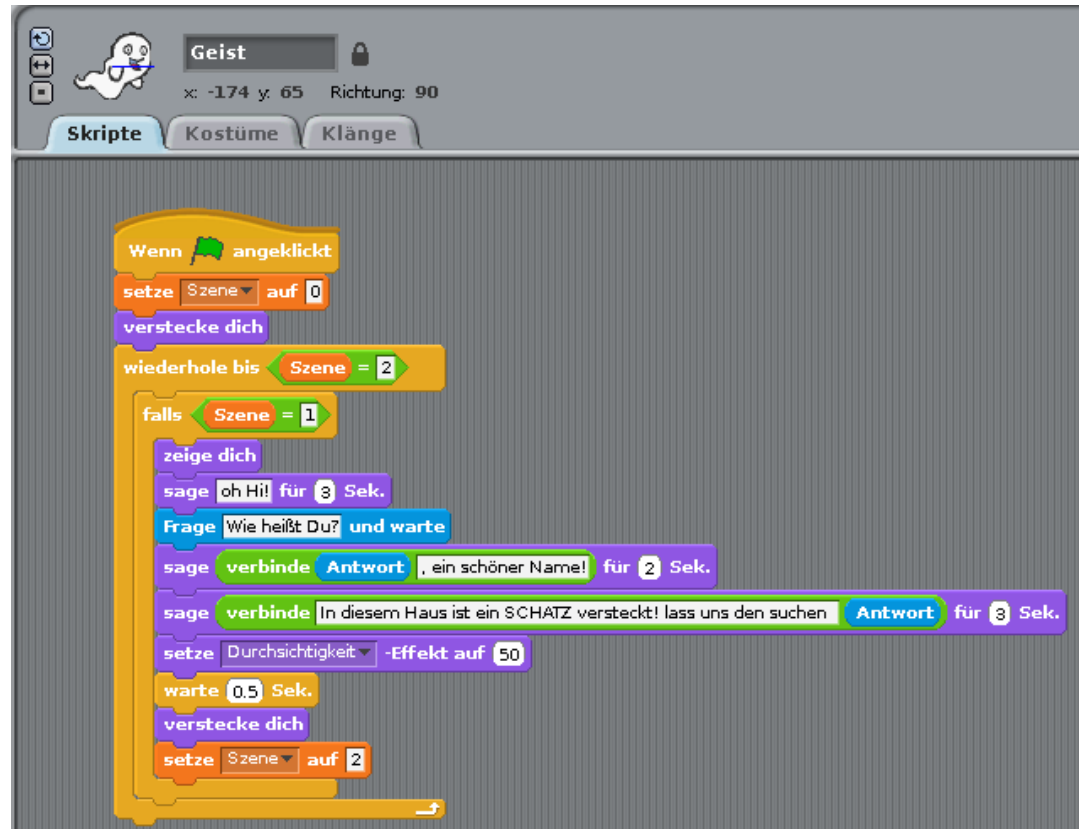 Geist
x: -174 y: 65 Richtung: 90
Skripte Kostüme Klänge
Wenn angeklickt
setze Szene auf 0
verstecke dich
wiederhole bis Szene = 2
falls Szene = 1
zeige dich
sage oh Hi! für 3 Sek.
Frage Wie heißt Du? und warte
sage verbinde Antwort , ein schöner Name! für 2 Sek.
sage verbinde In diesem Haus ist ein SCHATZ versteckt! lass uns den suchen Antwort für 3 Sek.
setze Durchsichtigkeit -Effekt auf 50
warte 0.5 Sek.
verstecke dich
setze Szene auf 2